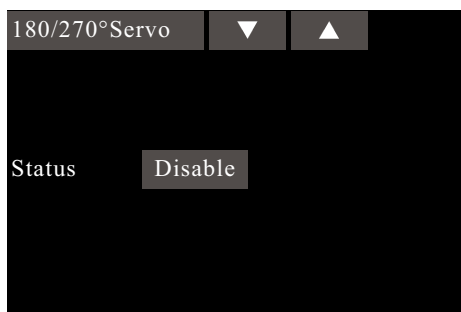 180/270°Servo ▼ ▲
Status Disable